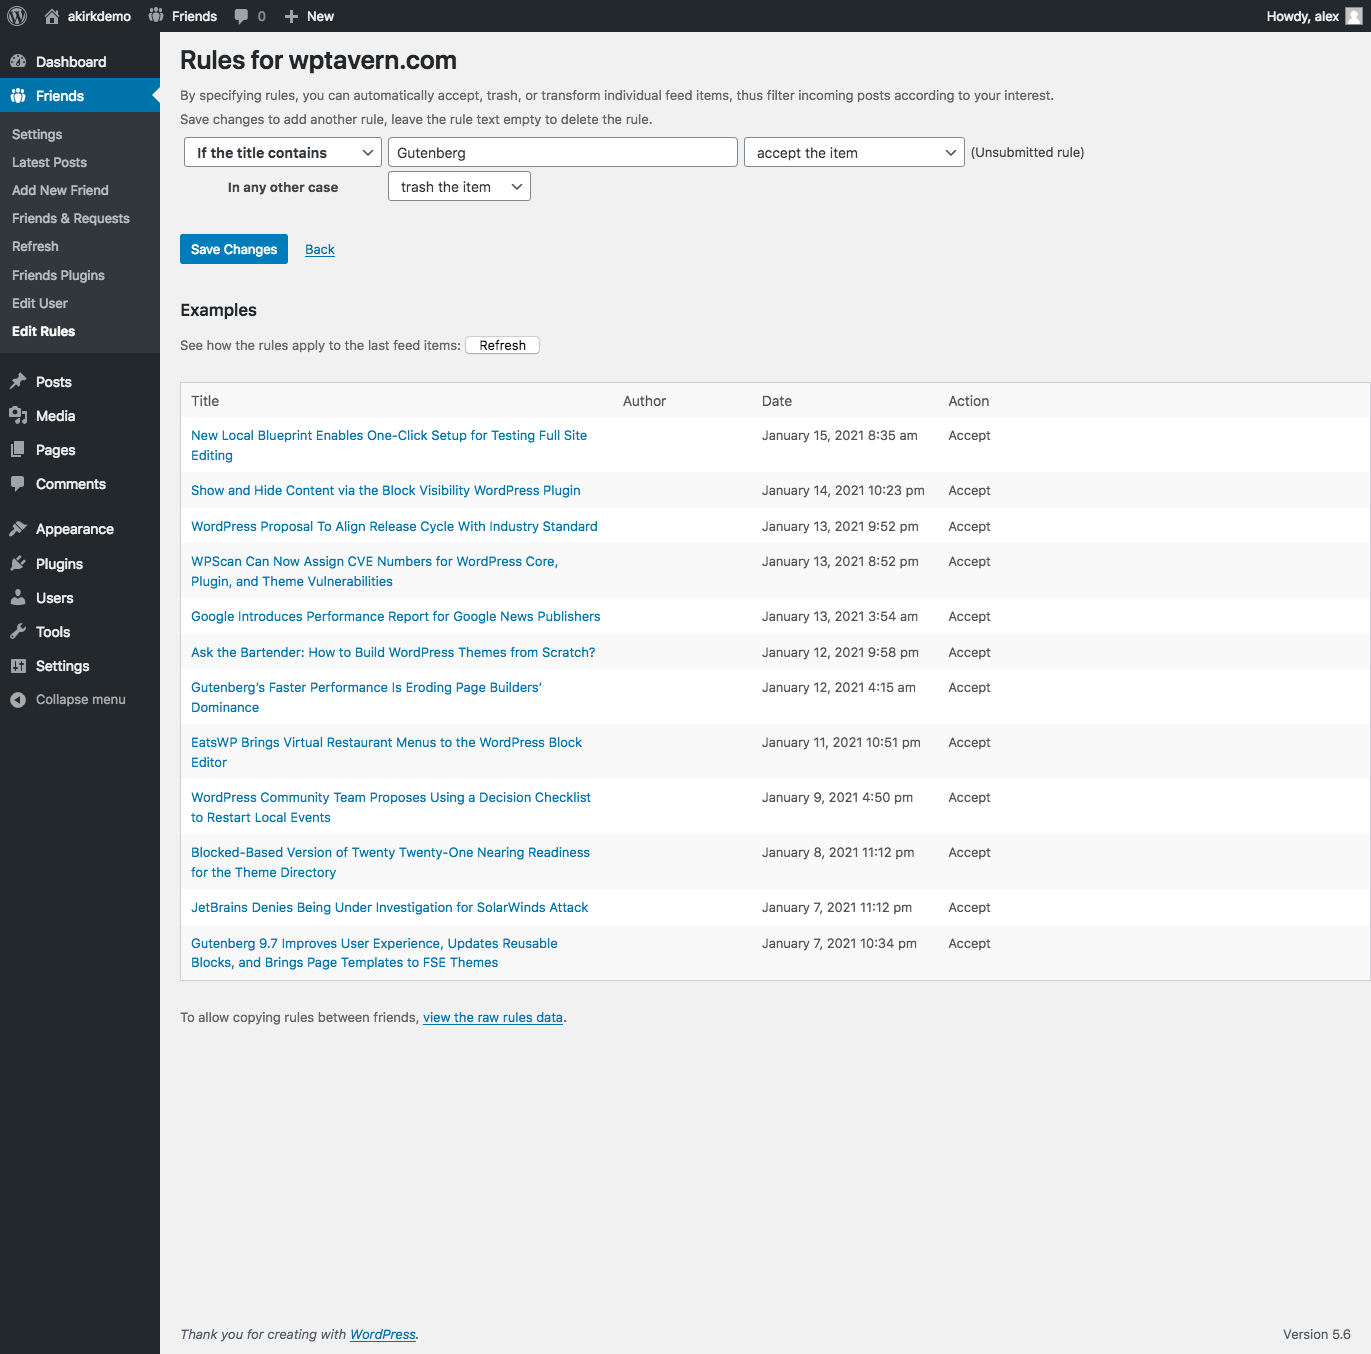 akirkdemo Friends 0 New Howdy, alex
Dashboard
Friends
Settings
Latest Posts
Add New Friend
Friends & Requests
Refresh
Friends Plugins
Edit User
Edit Rules
Posts
Media
Pages
Comments
Appearance
Plugins
Users
Tools
Settings
Collapse menu
Rules for wptavern.com
By specifying rules, you can automatically accept, trash, or transform individual feed items, thus filter incoming posts according to your interest.
Save changes to add another rule, leave the rule text empty to delete the rule.
If the title contains Gutenberg accept the item (Unsubmitted rule)
In any other case trash the item
Save Changes Back
Examples
See how the rules apply to the last feed items: Refresh
Title Author Date Action
New Local Blueprint Enables One-Click Setup for Testing Full Site January 15, 2021 8:35 am Accept
Editing
Show and Hide Content via the Block Visibility WordPress Plugin January 14, 2021 10:23 pm Accept
WordPress Proposal To Align Release Cycle With Industry Standard January 13, 2021 9:52 pm Accept
WPScan Can Now Assign CVE Numbers for WordPress Core, January 13, 2021 8:52 pm Accept
Plugin, and Theme Vulnerabilities
Google Introduces Performance Report for Google News Publishers January 13, 2021 3:54 am Accept
Ask the Bartender: How to Build WordPress Themes from Scratch? January 12, 2021 9:58 pm Accept
Gutenberg’s Faster Performance Is Eroding Page Builders’ January 12, 2021 4:15 am Accept
Dominance
EatsWP Brings Virtual Restaurant Menus to the WordPress Block January 11, 2021 10:51 pm Accept
Editor
WordPress Community Team Proposes Using a Decision Checklist January 9, 2021 4:50 pm Accept
to Restart Local Events
Blocked-Based Version of Twenty Twenty-One Nearing Readiness January 8, 2021 11:12 pm Accept
for the Theme Directory
JetBrains Denies Being Under Investigation for SolarWinds Attack January 7, 2021 11:12 pm Accept
Gutenberg 9.7 Improves User Experience, Updates Reusable January 7, 2021 10:34 pm Accept
Blocks, and Brings Page Templates to FSE Themes
To allow copying rules between friends, view the raw rules data.
Thank you for creating with WordPress. Version 5.6